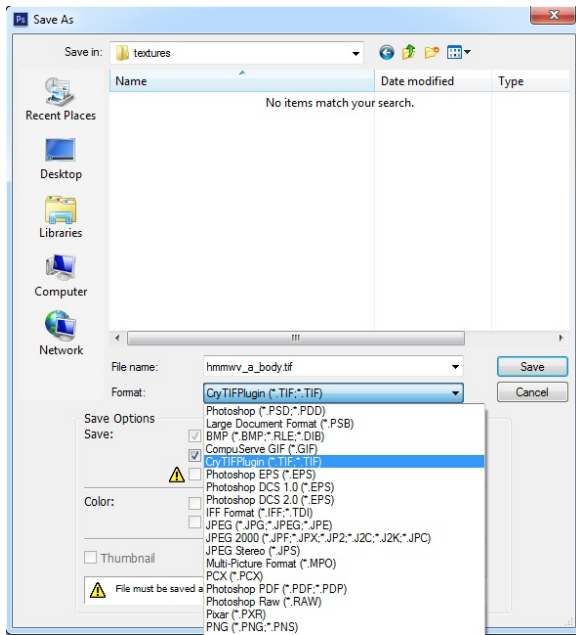 Ps Save As
Save in: textures
Name Date modified Type
No items match your search.
Recent Places
Desktop
Libraries
Computer
Network
File name: hmmwv_a_body.tif Save
Format: CryTIFPlugin (*.TIF;*.TIF) Cancel
Photoshop (*.PSD;*.PDD)
Large Document Format (*.PSB)
BMP (*.BMP;*.RLE;*.DIB)
CompuServe GIF (*.GIF)
CryTIFPlugin (*.TIF;*.TIF)
Photoshop EPS (*.EPS)
Photoshop DCS 1.0 (*.EPS)
Photoshop DCS 2.0 (*.EPS)
IFF Format (*.IFF;*.TDI)
JPEG (*.JPG;*.JPEG;*.JPE)
JPEG 2000 (*.JPF;*.JPX;*.JP2;*.J2C;*.J2K;*.JPC)
JPEG Stereo (*.JPS)
Multi-Picture Format (*.MPO)
PCX (*.PCX)
Photoshop PDF (*.PDF;*.PDP)
Photoshop Raw (*.RAW)
Pixar (*.PXR)
PNG (*.PNG;*.PNS)
Save Options
Save:
Color:
Thumbnail
File must be saved a